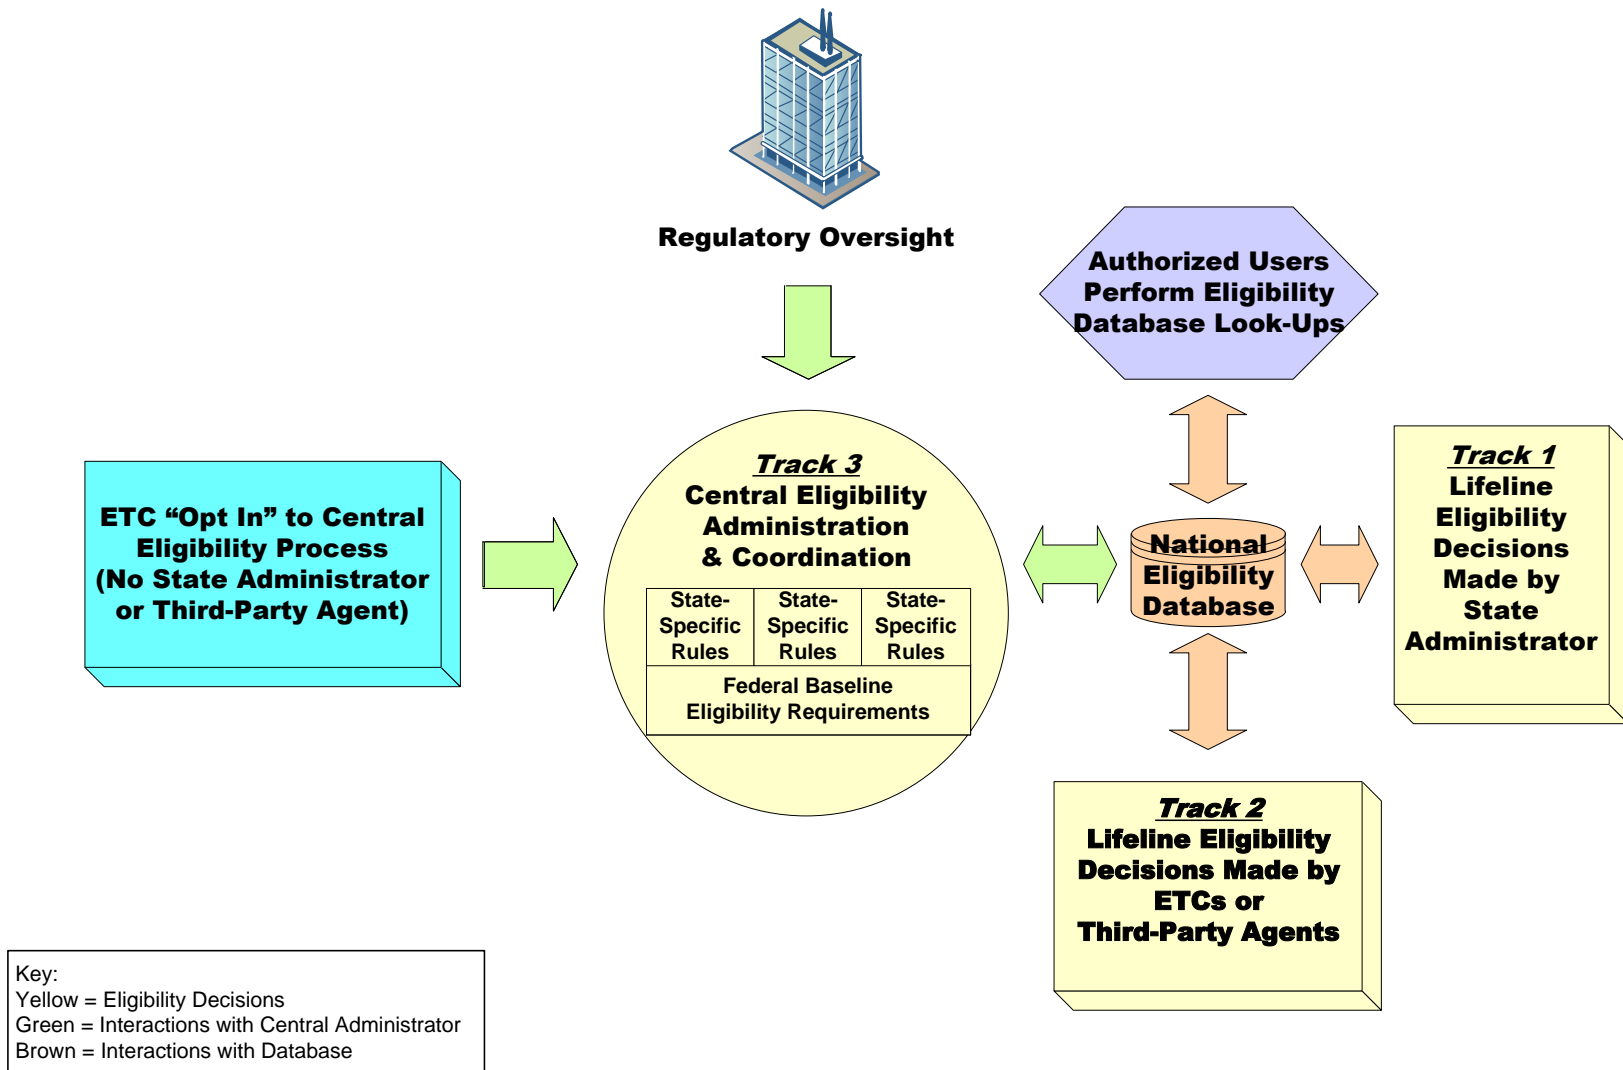 Regulatory Oversight
Authorized Users
Perform Eligibility
Database Look-Ups
ETC “Opt In” to Central
Eligibility Process
(No State Administrator
or Third-Party Agent)
Track 3
Central Eligibility
Administration
& Coordination
State-
Specific
Rules
State-
Specific
Rules
State-
Specific
Rules
Federal Baseline
Eligibility Requirements
National
Eligibility
Database
Track 1
Lifeline
Eligibility
Decisions
Made by
State
Administrator
Track 2
Lifeline Eligibility
Decisions Made by
ETCs or
Third-Party Agents
Key:
Yellow = Eligibility Decisions
Green = Interactions with Central Administrator
Brown = Interactions with Database